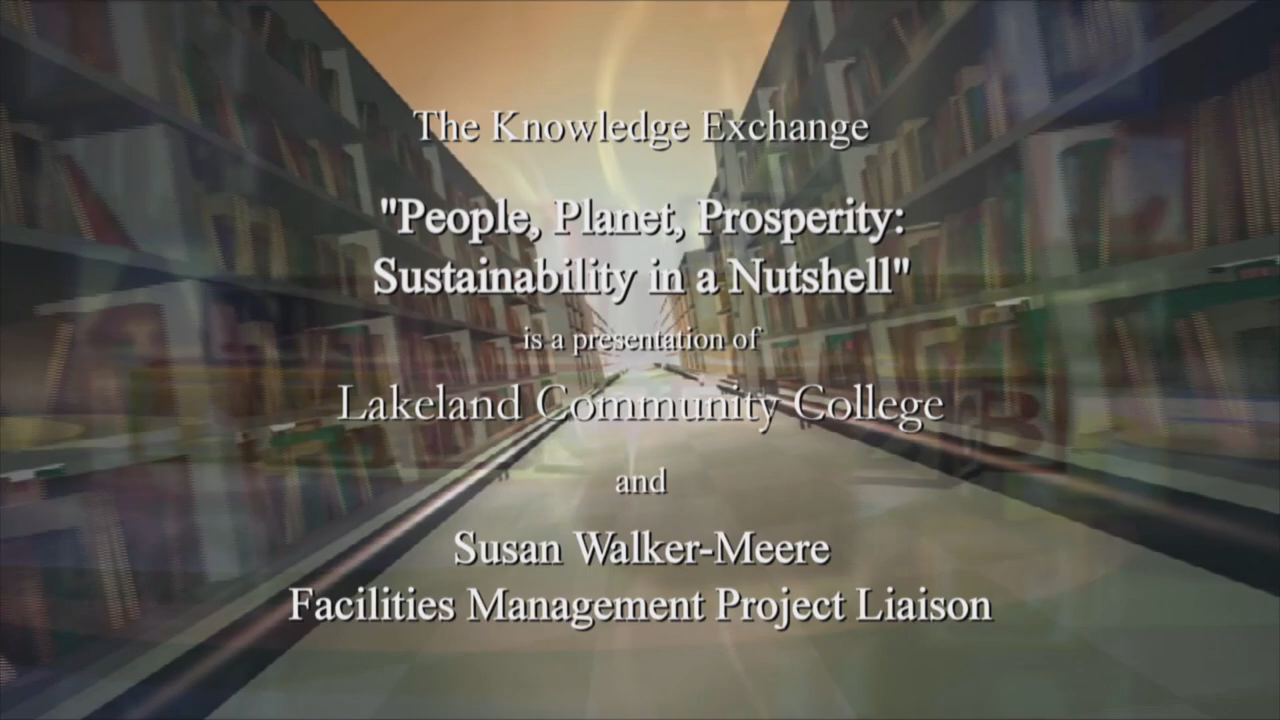 The Knowledge Exchange
"People, Planet, Prosperity:
Sustainability in a Nutshell"
is a presentation of
Lakeland Community College
and
Susan Walker-Meere
Facilities Management Project Liaison